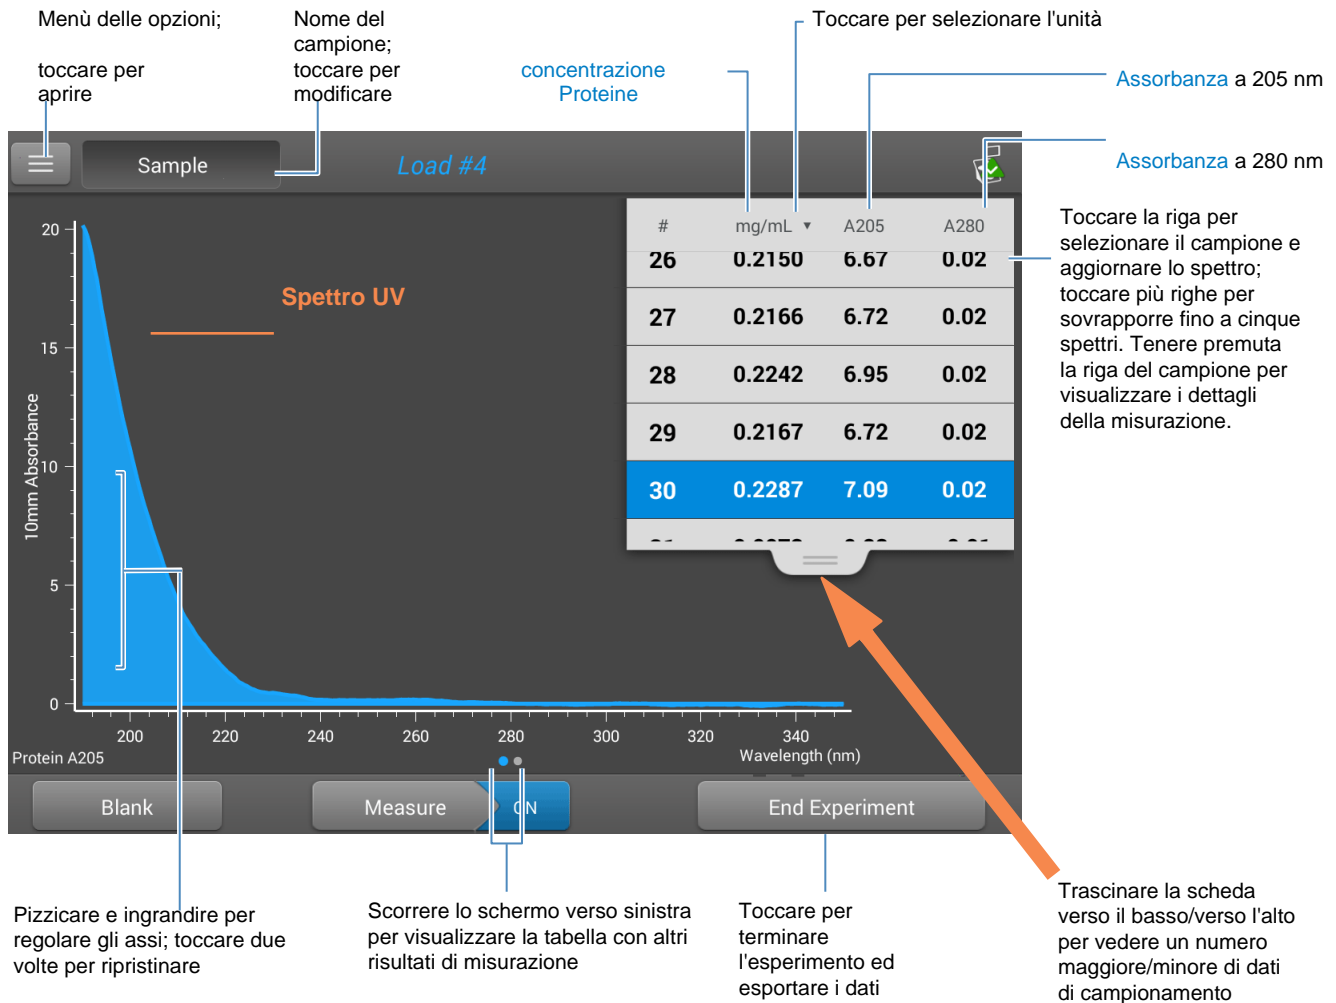 Menù delle opzioni;
toccare per
aprire
Nome del
campione;
toccare per
modificare
concentrazione
Proteine
Toccare per selezionare l'unità
Assorbanza a 205 nm
Assorbanza a 280 nm
Sample
Load #4
# mg/mL ▼ A205 A280
26 0.2150 6.67 0.02
27 0.2166 6.72 0.02
28 0.2242 6.95 0.02
29 0.2167 6.72 0.02
30 0.2287 7.09 0.02
Toccare la riga per
selezionare il campione e
aggiornare lo spettro;
toccare più righe per
sovrapporre fino a cinque
spettri. Tenere premuta
la riga del campione per
visualizzare i dettagli
della misurazione.
Spettro UV
20
15
10
5
0
10mm Absorbance
200 220 240 260 280 300 320 340
Wavelength (nm)
Protein A205
Blank
Measure
ON
End Experiment
Pizzicare e ingrandire per
regolare gli assi; toccare due
volte per ripristinare
Scorrere lo schermo verso sinistra
per visualizzare la tabella con altri
risultati di misurazione
Toccare per
terminare
l'esperimento ed
esportare i dati
Trascinare la scheda
verso il basso/verso l'alto
per vedere un numero
maggiore/minore di dati
di campionamento